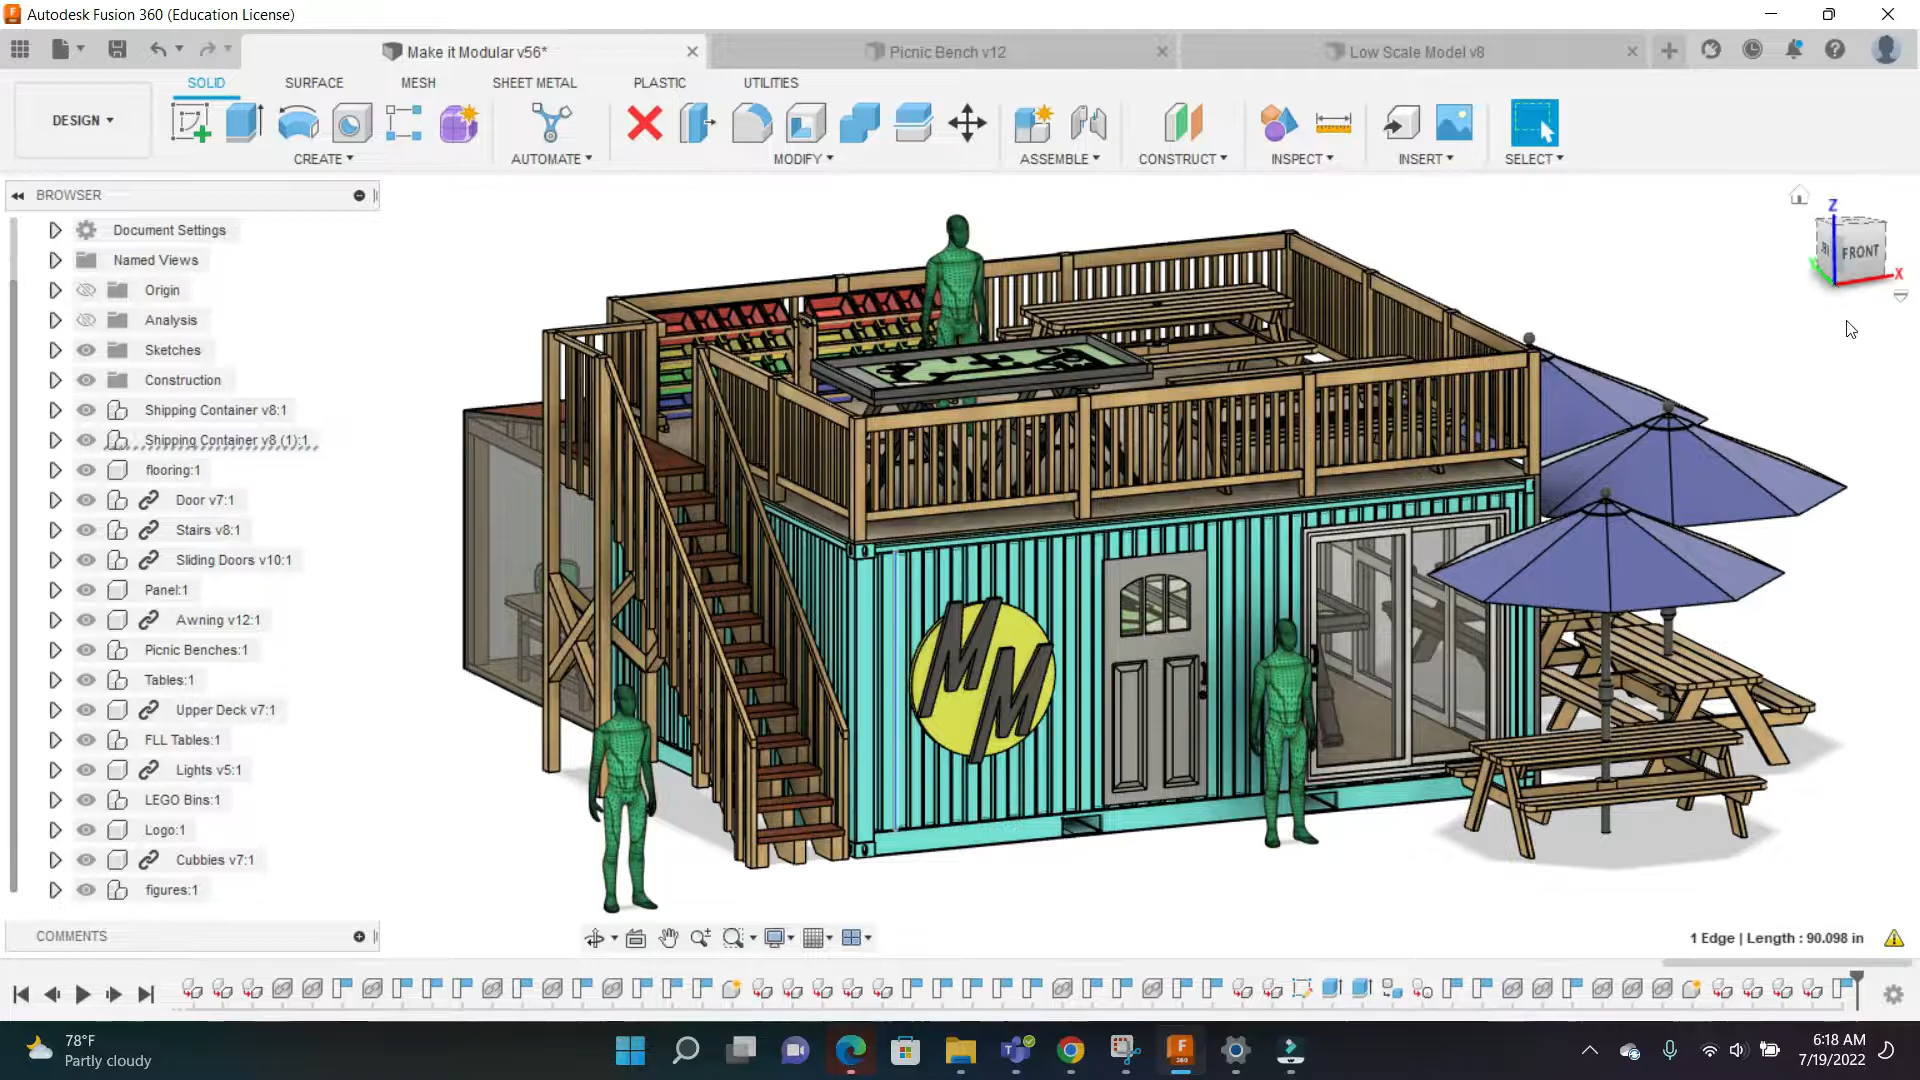 Autodesk Fusion 360 (Education License)
Make it Modular v56*
Picnic Bench v12
Low Scale Model v8
SOLID
SURFACE
MESH
SHEET METAL
PLASTIC
UTILITIES
DESIGN
CREATE
AUTOMATE
MODIFY
ASSEMBLE
CONSTRUCT
INSPECT
INSERT
SELECT
BROWSER
Document Settings
Named Views
Origin
Analysis
Sketches
Construction
Shipping Container v8:1
Shipping Container v8 (1):1
flooring:1
Door v7:1
Stairs v8:1
Sliding Doors v10:1
Panel:1
Awning v12:1
Picnic Benches:1
Tables:1
Upper Deck v7:1
FLL Tables:1
Lights v5:1
LEGO Bins:1
Logo:1
Cubbies v7:1
figures:1
Z
FRONT
X
MM
COMMENTS
1 Edge | Length : 90.098 in
78°F
Partly cloudy
F
360
6:18 AM
7/19/2022